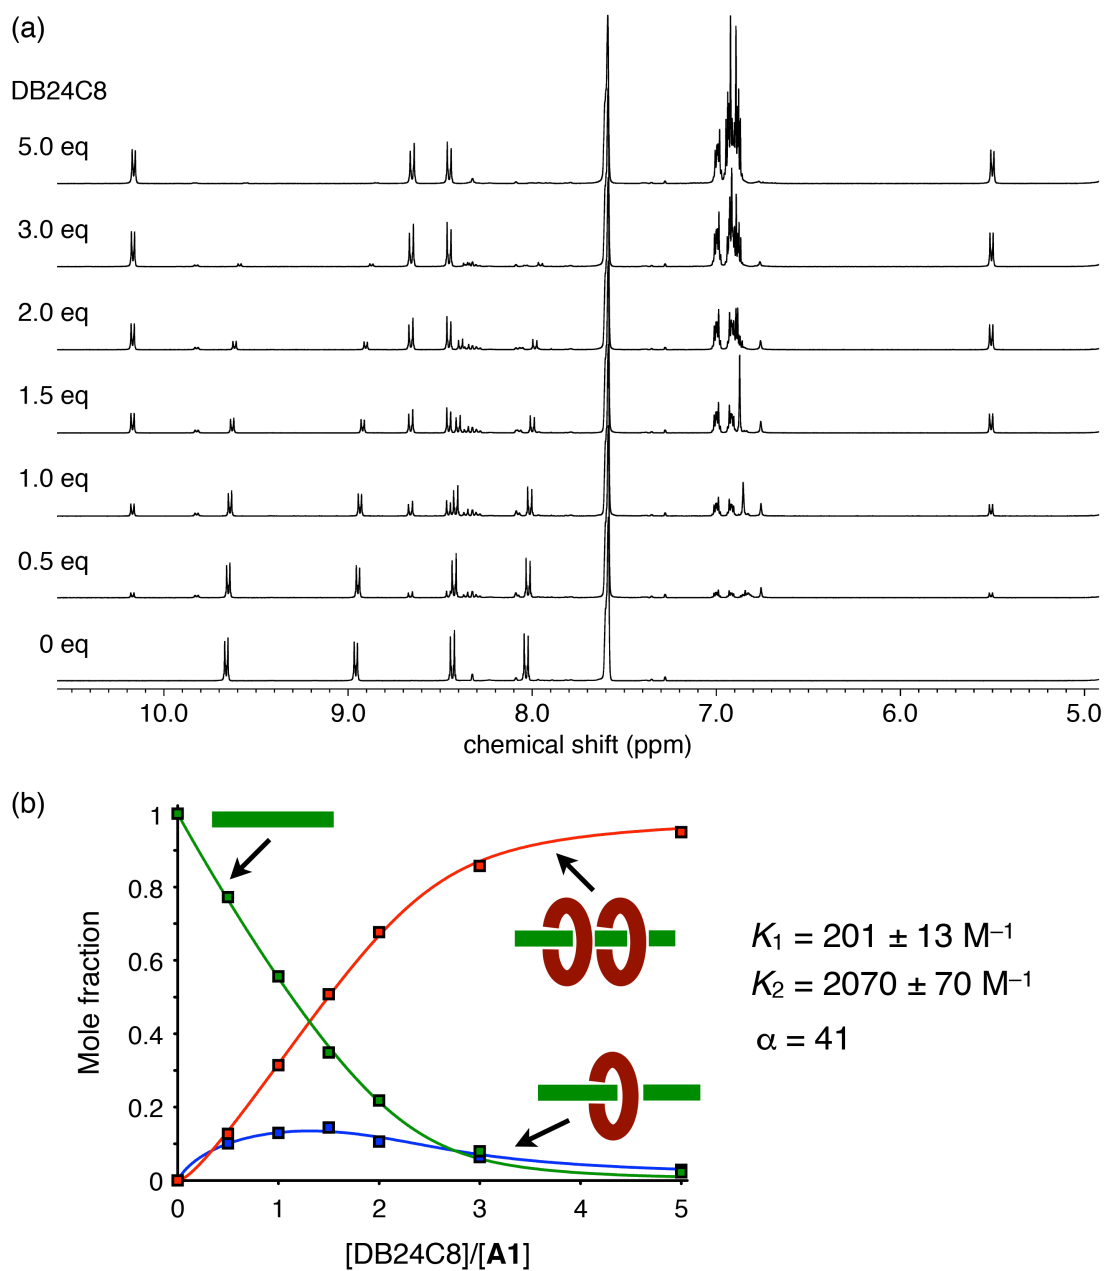 (a)
DB24C8
5.0 eq
3.0 eq
2.0 eq
1.5 eq
1.0 eq
0.5 eq
0 eq
10.0 9.0 8.0 7.0 6.0 5.0
chemical shift (ppm)
(b)
1
0.8
0.6
0.4
0.2
0
Mole fraction
0 1 2 3 4 5
[DB24C8]/[A1]
K1 = 201 ± 13 M–1
K2 = 2070 ± 70 M–1
α = 41